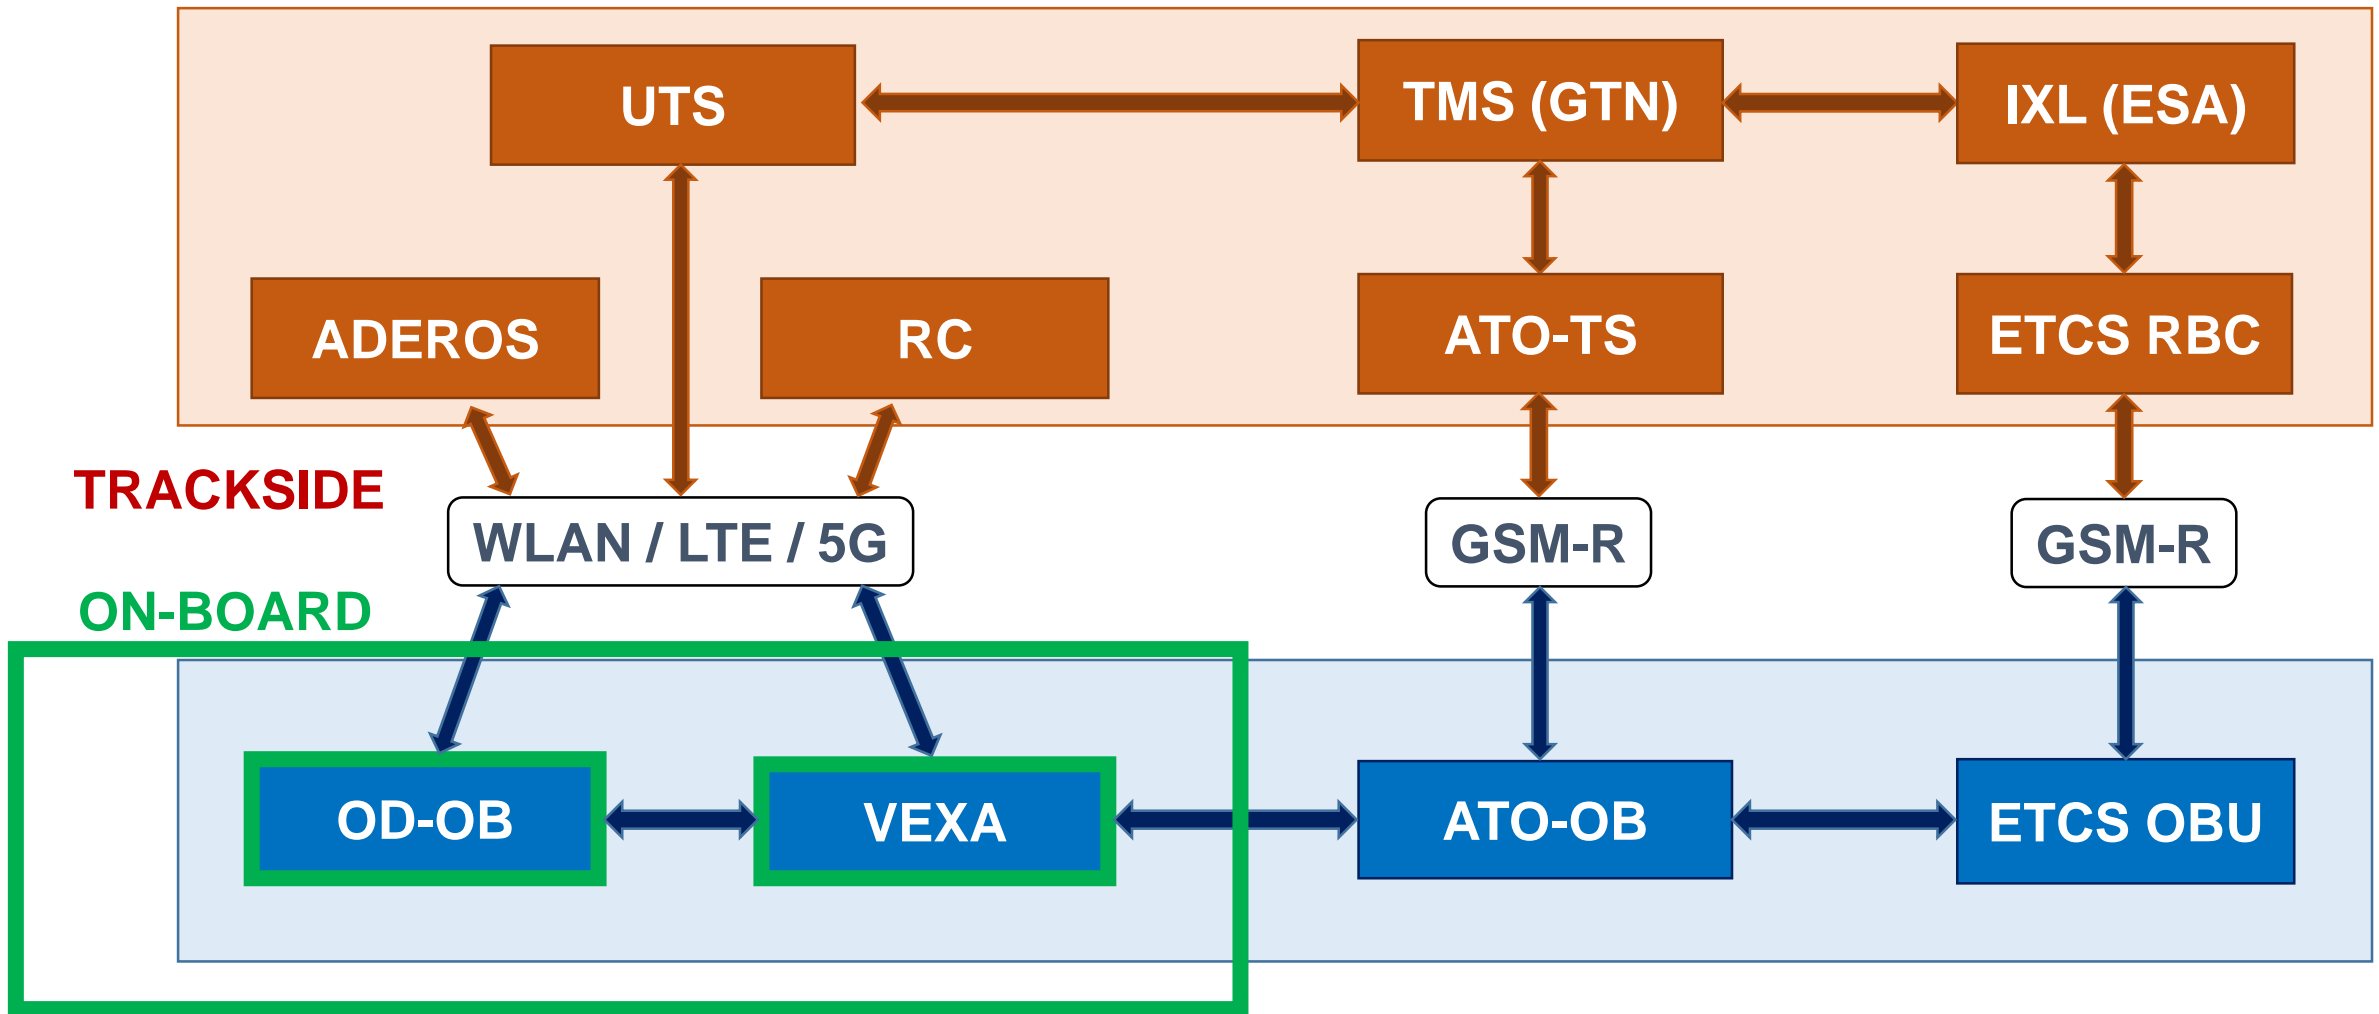 UTS
TMS (GTN)
IXL (ESA)
ADEROS
RC
ATO-TS
ETCS RBC
TRACKSIDE
WLAN / LTE / 5G
GSM-R
GSM-R
ON-BOARD
OD-OB
VEXA
ATO-OB
ETCS OBU